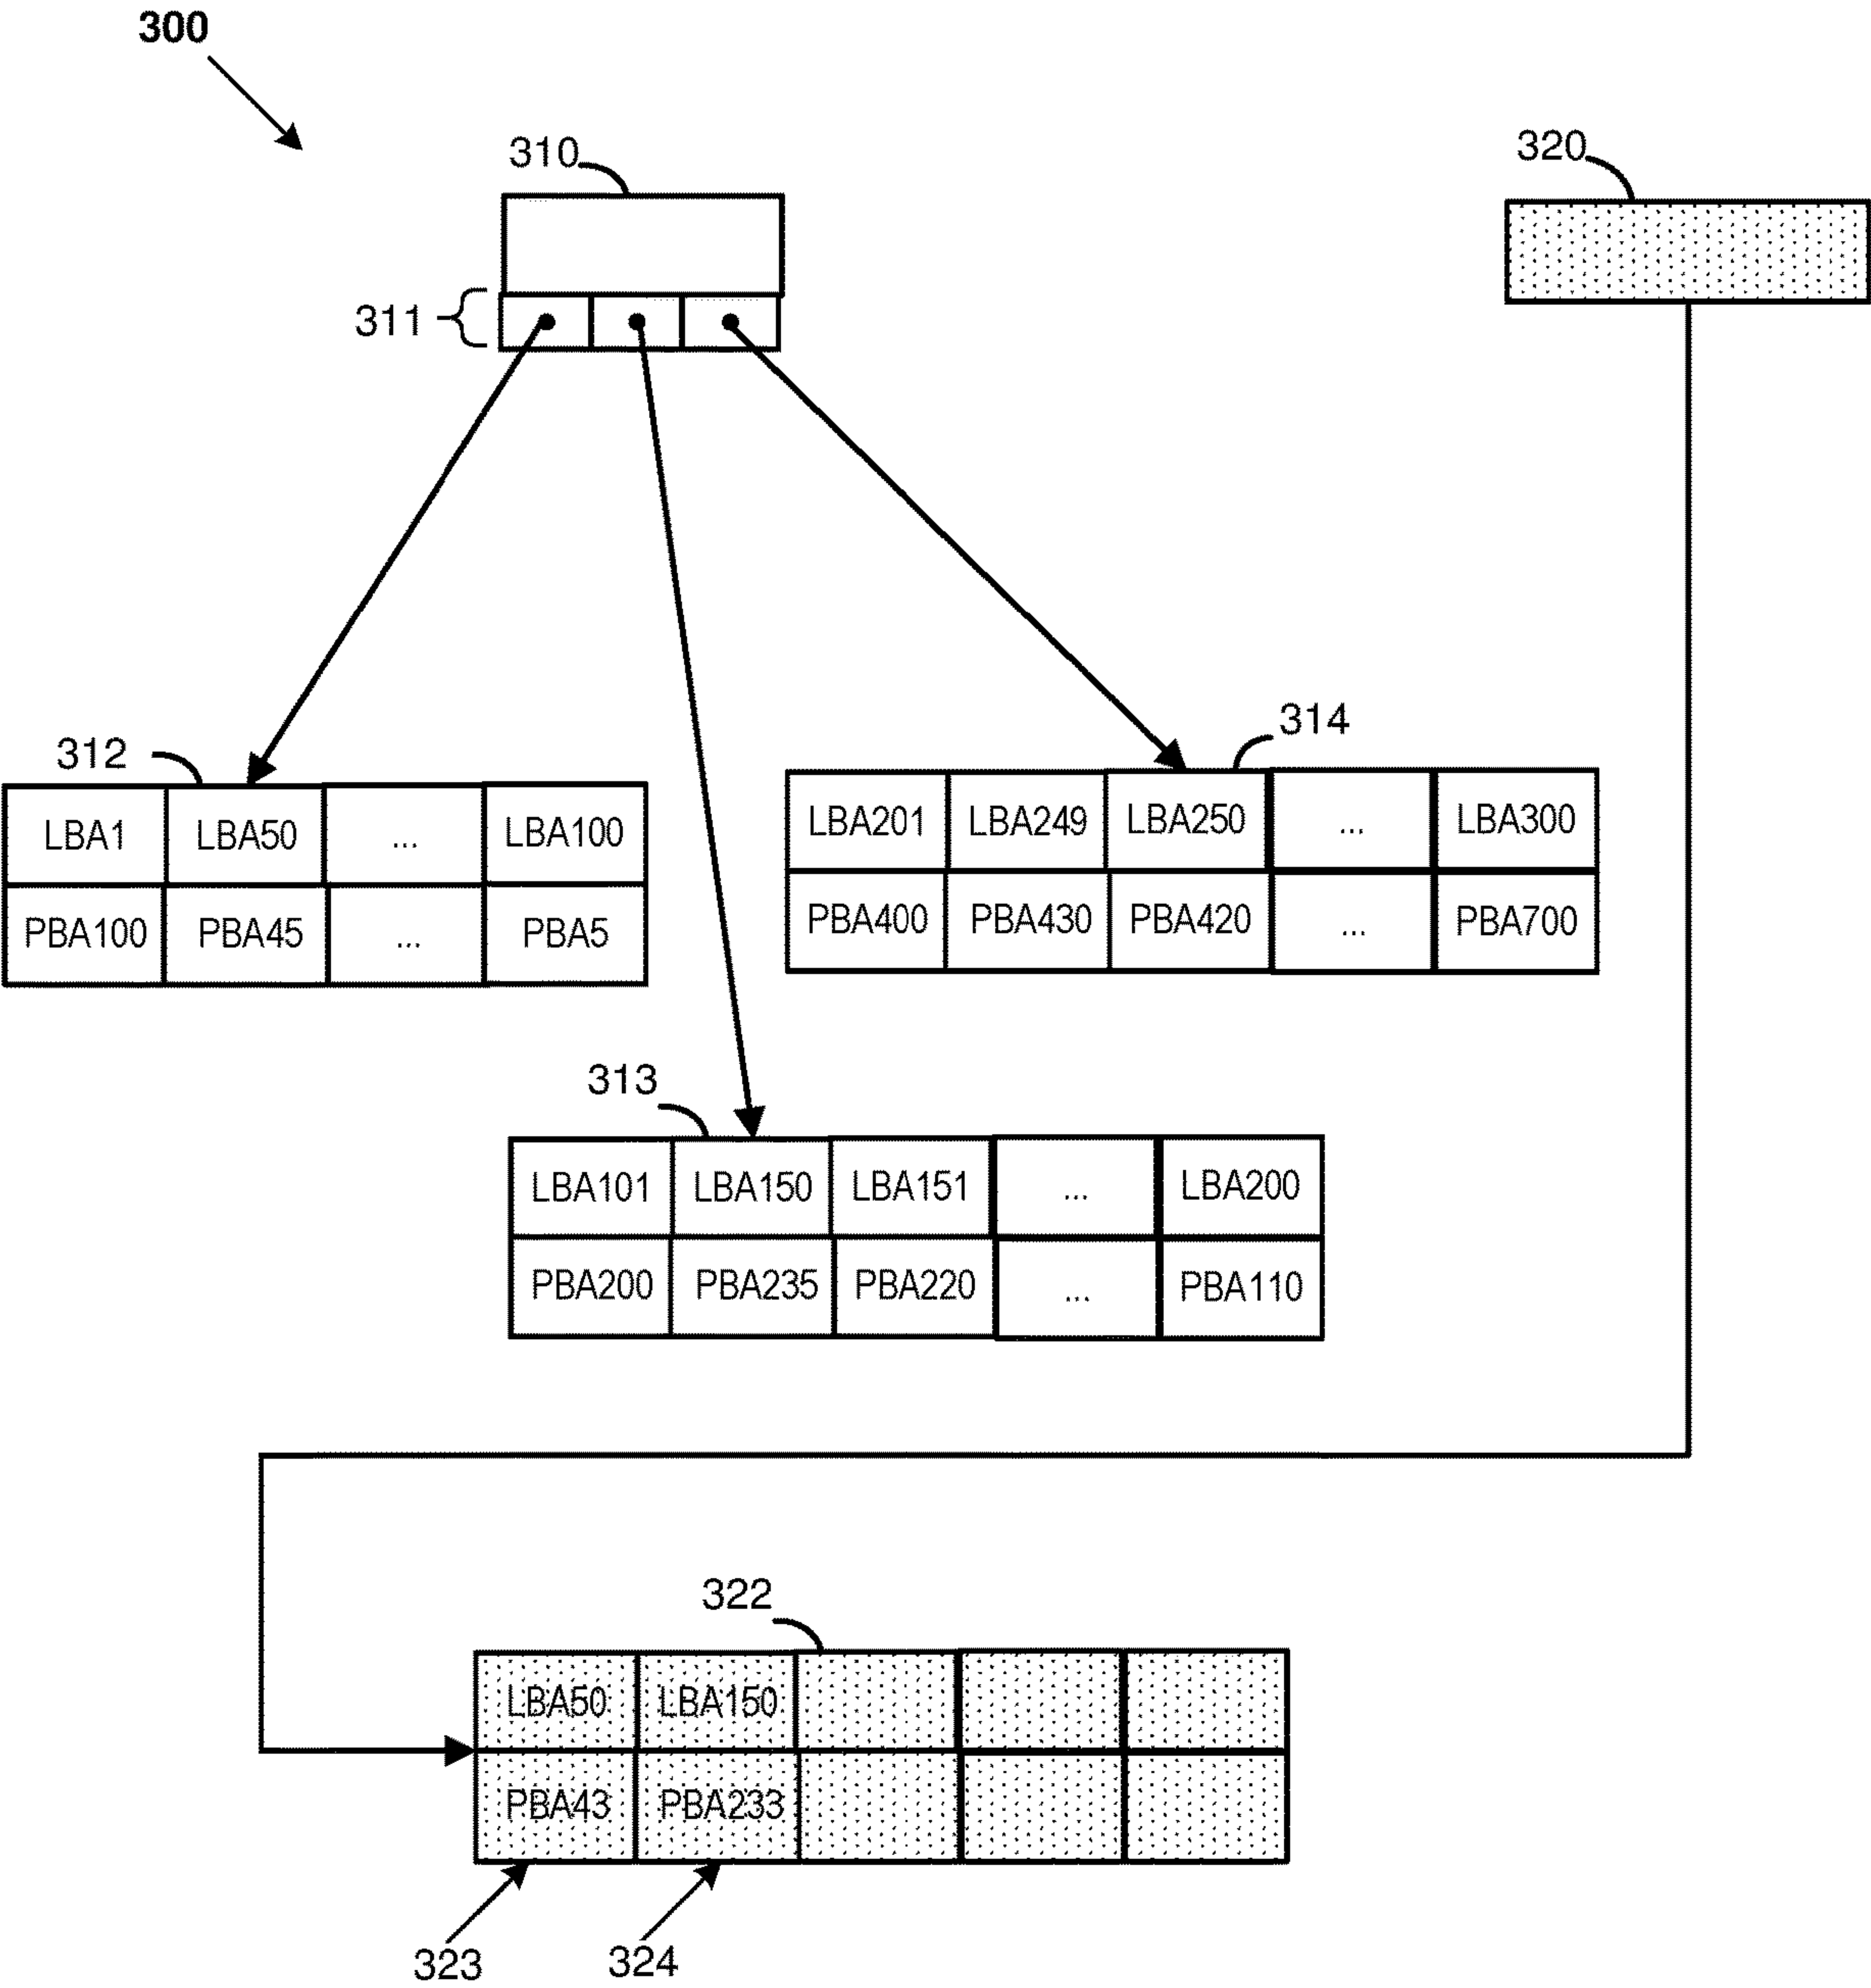 300
310
320
311
312
314
LBA1 LBA50 ... LBA100
PBA100 PBA45 ... PBA5
LBA201 LBA249 LBA250 ... LBA300
PBA400 PBA430 PBA420 ... PBA700
313
LBA101 LBA150 LBA151 ... LBA200
PBA200 PBA235 PBA220 ... PBA110
322
LBA50 LBA150
PBA43 PBA233
323
324